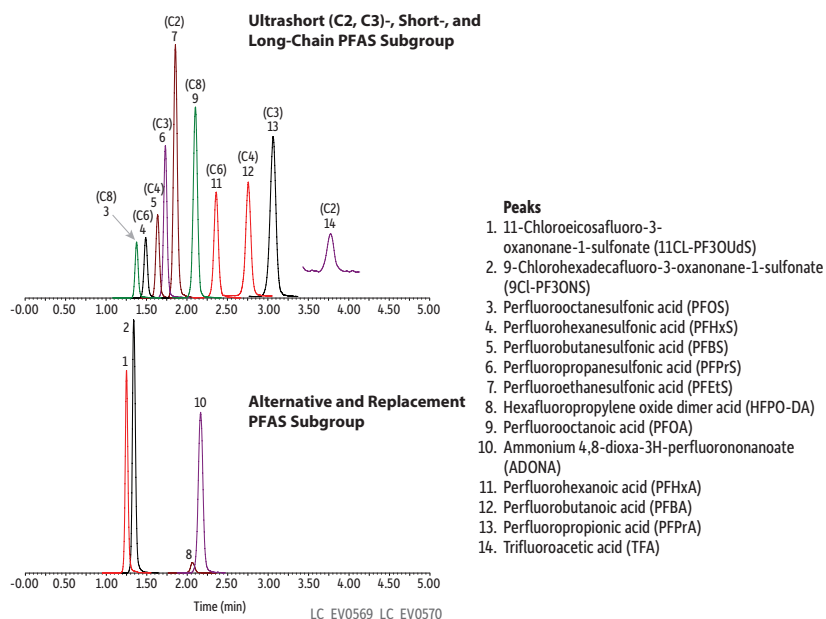 Ultrashort (C2, C3)-, Short-, and
Long-Chain PFAS Subgroup
(C8)
3
(C6)
4
(C4)
5
(C3)
6
(C2)
7
(C8)
9
(C6)
11
(C4)
12
(C3)
13
(C2)
14
-0.00 0.50 1.00 1.50 2.00 2.50 3.00 3.50 4.00 4.50 5.00
Alternative and Replacement
PFAS Subgroup
1
2
8
10
-0.00 0.50 1.00 1.50 2.00 2.50 3.00 3.50 4.00 4.50 5.00
Time (min)
LC_EV0569_LC_EV0570
Peaks
1. 11-Chloroeicosafluoro-3-
oxanonane-1-sulfonate (11CL-PF3OUdS)
2. 9-Chlorohexadecafluoro-3-oxanonane-1-sulfonate
(9Cl-PF3ONS)
3. Perfluorooctanesulfonic acid (PFOS)
4. Perfluorohexanesulfonic acid (PFHxS)
5. Perfluorobutanesulfonic acid (PFBS)
6. Perfluoropropanesulfonic acid (PFPrS)
7. Perfluoroethanesulfonic acid (PFEtS)
8. Hexafluoropropylene oxide dimer acid (HFPO-DA)
9. Perfluorooctanoic acid (PFOA)
10. Ammonium 4,8-dioxa-3H-perfluorononanoate
(ADONA)
11. Perfluorohexanoic acid (PFHxA)
12. Perfluorobutanoic acid (PFBA)
13. Perfluoropropionic acid (PFPrA)
14. Trifluoroacetic acid (TFA)